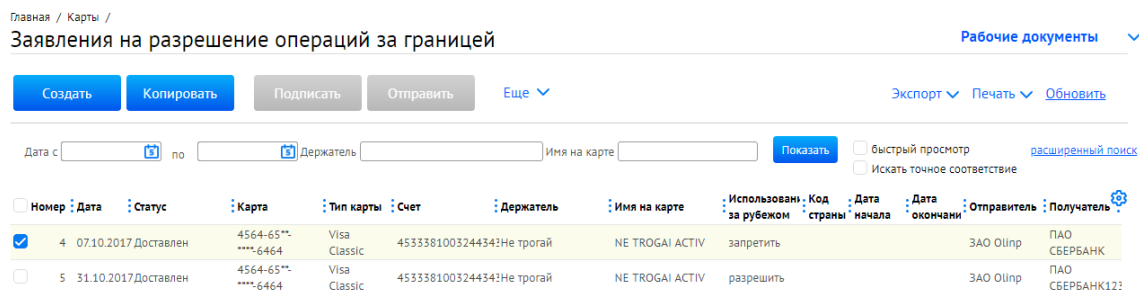 Главная / Карты /
Заявления на разрешение операций за границей
Рабочие документы
Создать Копировать Подписать Отправить Еще Экспорт Печать Обновить
Дата с 5 по 5 Держатель Имя на карте Показать быстрый просмотр расширенный поиск
Искать точное соответствие
Номер Дата Статус Карта Тип карты Счет Держатель Имя на карте Использовані за рубежом Код страны Дата начала Дата окончани Отправитель Получатель
4 07.10.2017 Доставлен 4564-65**-****-6464 Visa Classic Не трогай NE TROGAI ACTIV запретить ЗАО Olinp ПАО СБЕРБАНК
5 31.10.2017 Доставлен 4564-65**-****-6464 Visa Classic Не трогай NE TROGAI ACTIV разрешить ЗАО Olinp ПАО СБЕРБАНК123